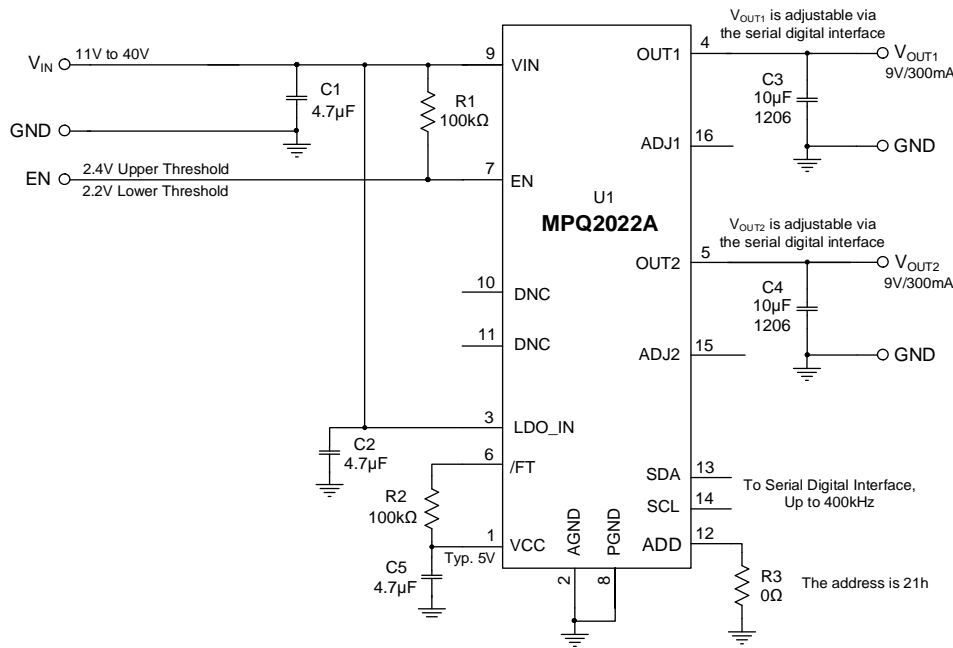 V_IN 11V to 40V
C1
4.7µF
GND
R1
100kΩ
EN
2.4V Upper Threshold
2.2V Lower Threshold
9 VIN
7 EN
10 DNC
11 DNC
3 LDO_IN
C2
4.7µF
6 /FT
R2
100kΩ
1 VCC
Typ. 5V
C5
4.7µF
U1
MPQ2022A
AGND 2
PGND 8
OUT1 4
V_OUT1 is adjustable via
the serial digital interface
V_OUT1
9V/300mA
C3
10µF
1206
ADJ1 16
GND
OUT2 5
V_OUT2 is adjustable via
the serial digital interface
V_OUT2
9V/300mA
C4
10µF
1206
ADJ2 15
GND
SDA 13
SCL 14
To Serial Digital Interface,
Up to 400kHz
ADD 12
R3
0Ω
The address is 21h